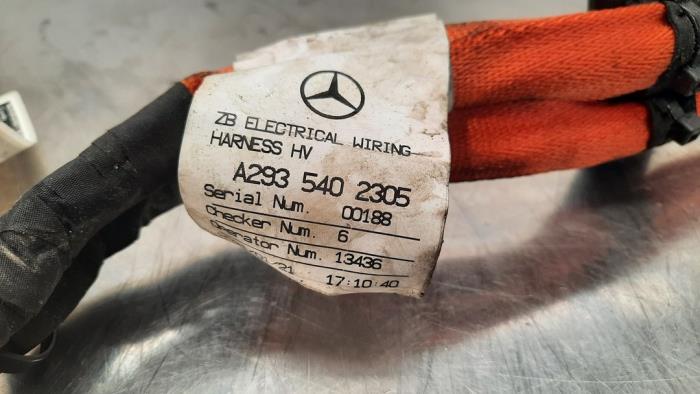 ZB ELECTRICAL WIRING
HARNESS HV
A293 540 2305
Serial Num. 00188
Checker Num. 6
Operator Num. 13436
/21 17:10:40